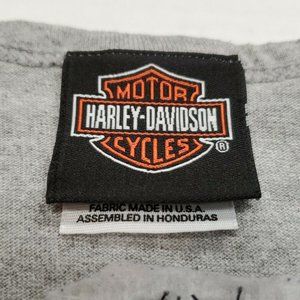 MOTOR
HARLEY-DAVIDSON
CYCLES
®
FABRIC MADE IN U.S.A.
ASSEMBLED IN HONDURAS